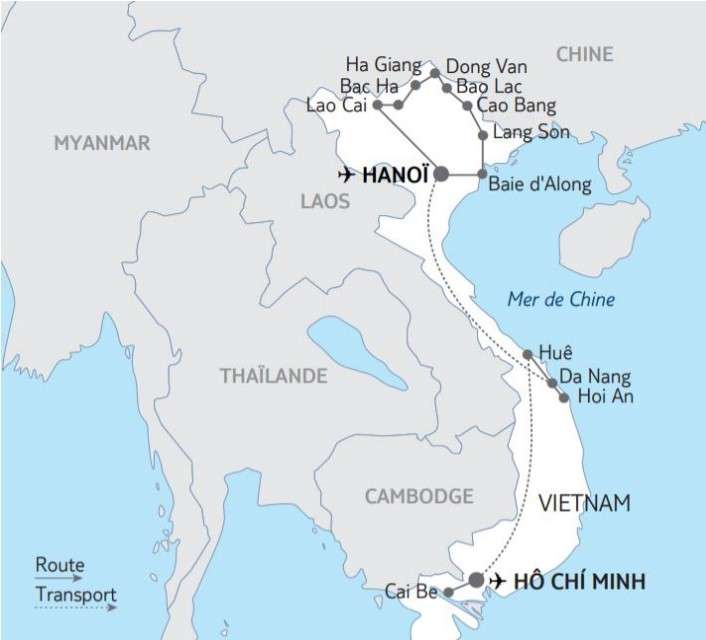 CHINE
Ha Giang
Dong Van
Bac Ha
Bao Lac
Lao Cai
Cao Bang
Lang Son
MYANMAR
HANOÏ
Baie d'Along
LAOS
Mer de Chine
Huê
THAÏLANDE
Da Nang
Hoi An
CAMBODGE
VIETNAM
Route
Transport
Cai Be
HÔ CHÍ MINH